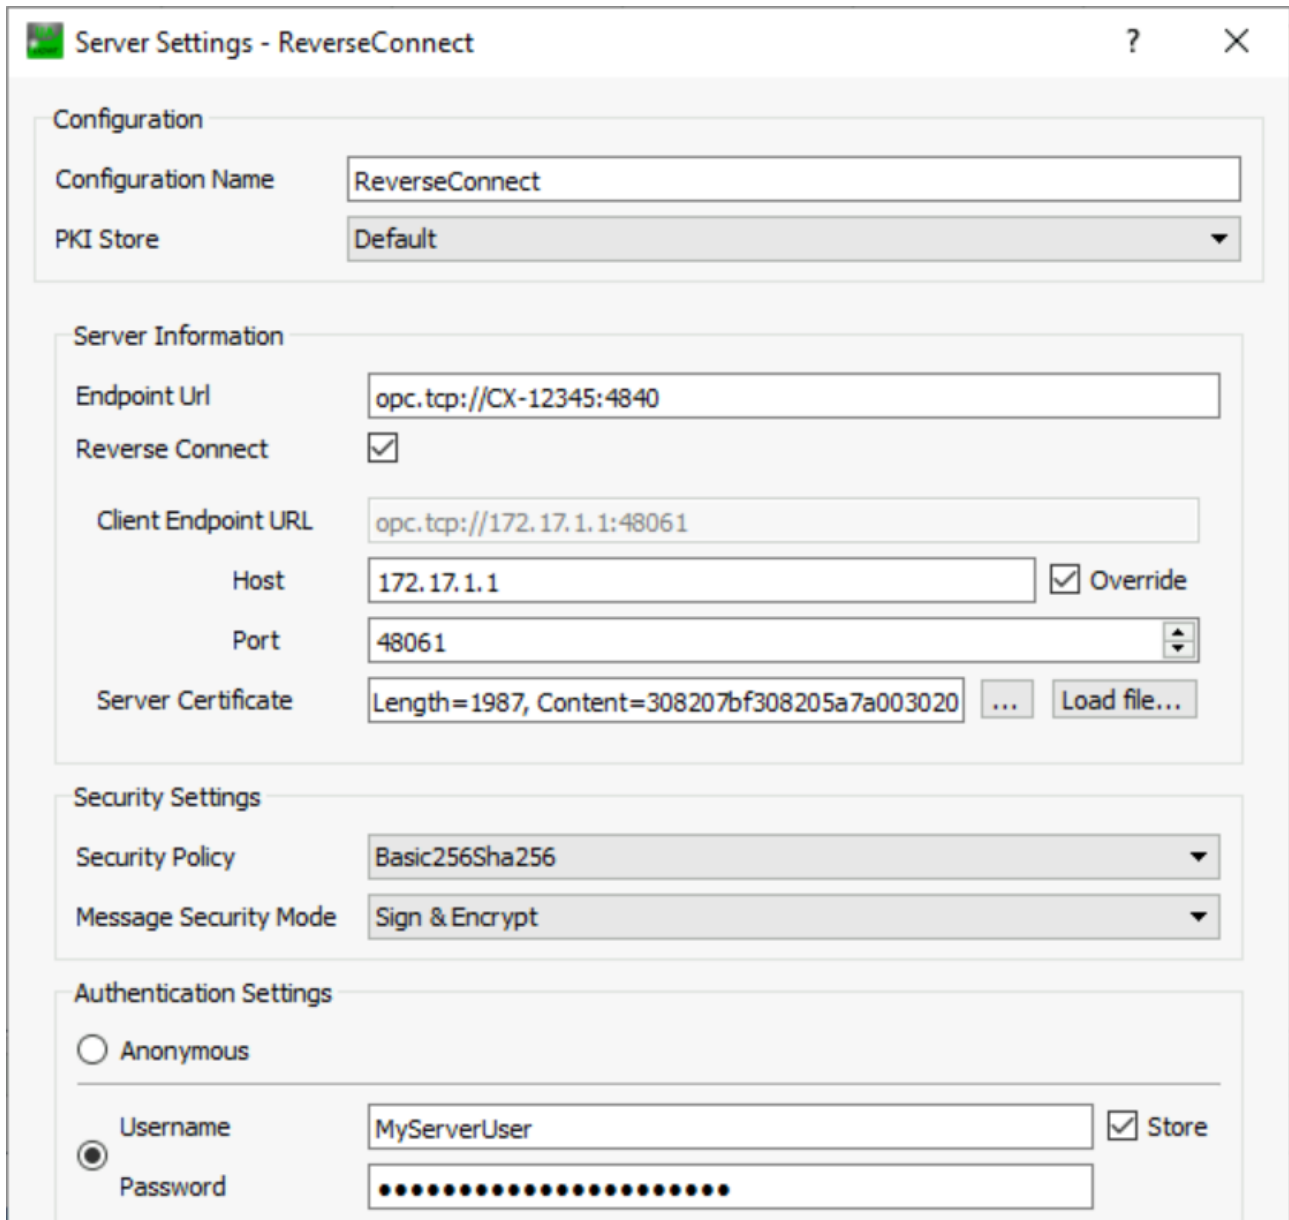 Server Settings - ReverseConnect ?
Configuration
Configuration Name ReverseConnect
PKI Store Default
Server Information
Endpoint Url opc.tcp://CX-12345:4840
Reverse Connect
Client Endpoint URL opc.tcp://172.17.1.1:48061
Host 172.17.1.1 Override
Port 48061
Server Certificate Length=1987, Content=308207bf308205a7a003020 ... Load file...
Security Settings
Security Policy Basic256Sha256
Message Security Mode Sign & Encrypt
Authentication Settings
Anonymous
Username MyServerUser Store
Password